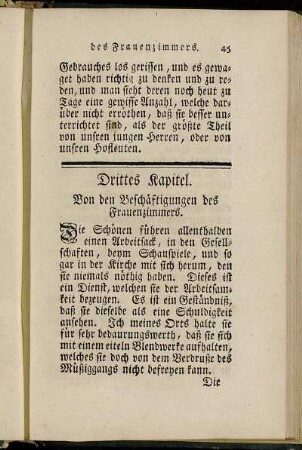 des Frauenzimmers. 45
Gebrauches los gerissen, und es gewa-
get haben richtig zu denken und zu re-
den, und man sieht deren noch heut zu
Tage eine gewisse Anzahl, welche dar-
über nicht erröthen, daß sie besser un-
terrichtet sind, als der größte Theil
von unsren jungen Herren, oder von
unsren Hofleuten.
Drittes Kapitel.
Von den Beschäftigungen des
Frauenzimmers.
Die Schönen führen allenthalben
einen Arbeitsack, in den Gesell-
schaften, beym Schauspiele, und so
gar in der Kirche mit sich herum, den
sie niemals nöthig haben. Dieses ist
ein Dienst, welchen sie der Arbeitsam-
keit bezeugen. Es ist ein Geständniß,
daß sie dieselbe als eine Schuldigkeit
ansehen. Ich meines Orts halte sie
für sehr bedaurungswerth, daß sie sich
mit einem eiteln Blendwerke aufhalten,
welches sie doch von dem Verdruße des
Müßiggangs nicht befreyen kann.
Die